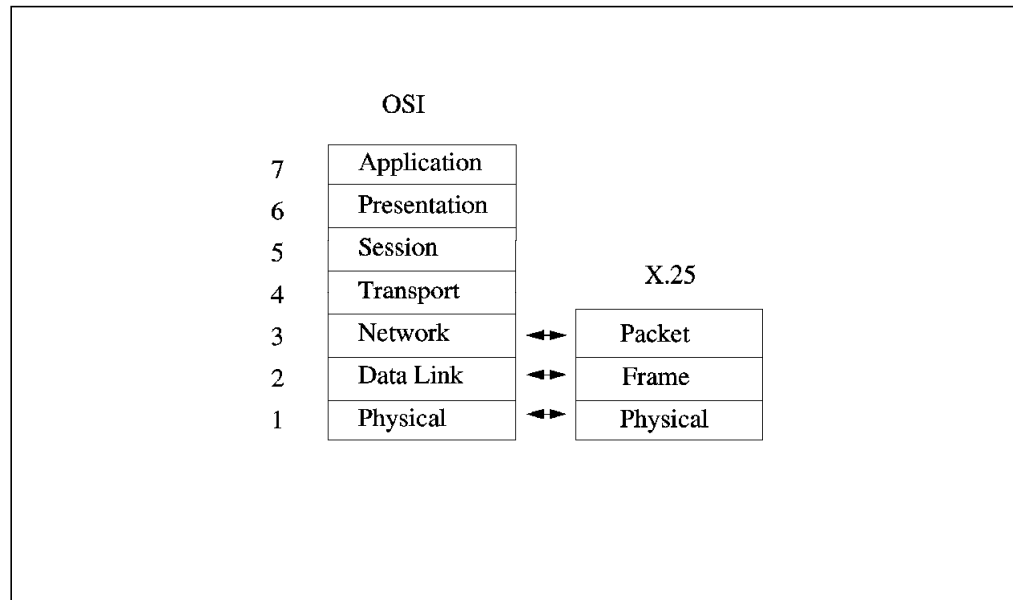 OSI
7 Application
6 Presentation
5 Session
X.25
4 Transport
3 Network Packet
2 Data Link Frame
1 Physical Physical